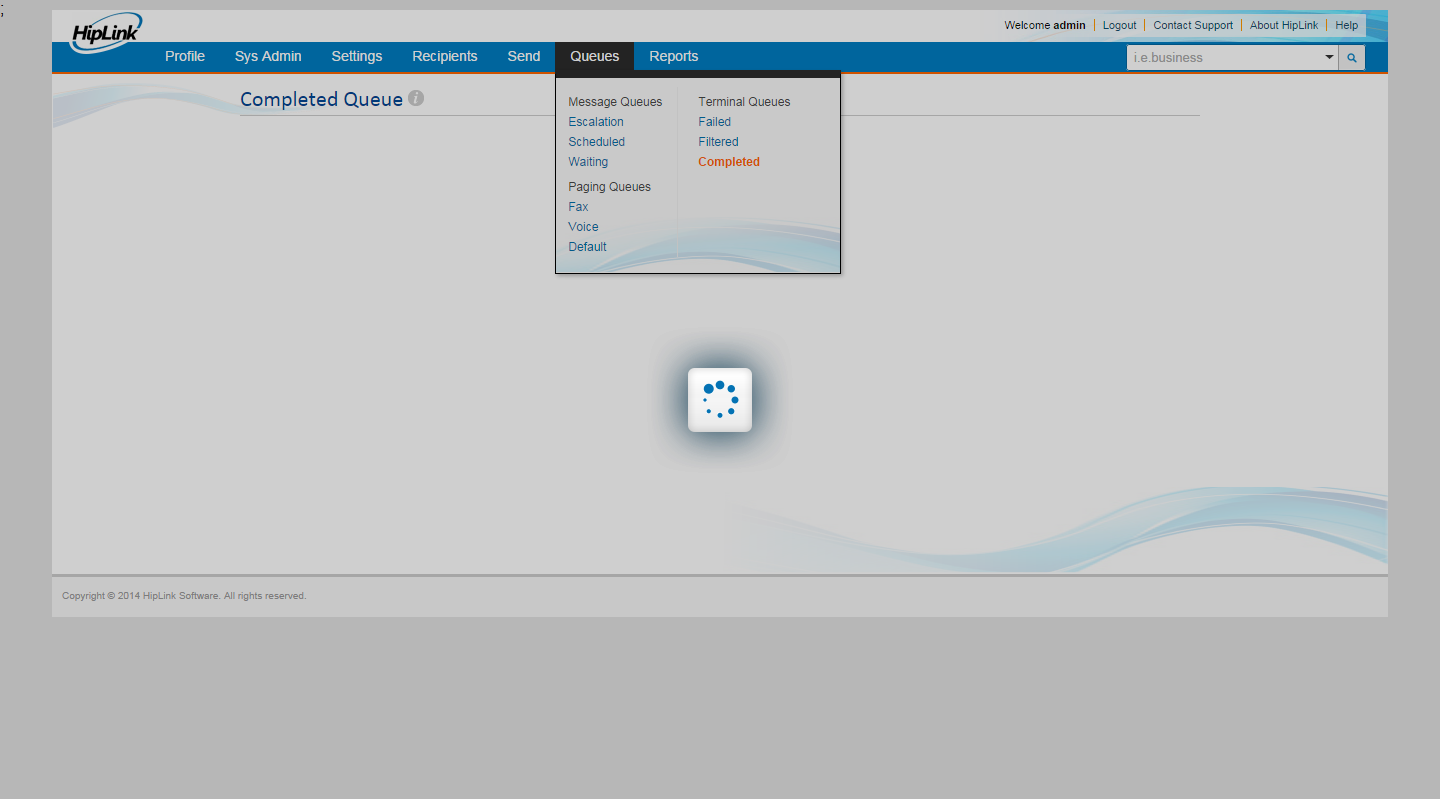 ;
HipLink
Welcome admin Logout Contact Support About HipLink Help
Profile Sys Admin Settings Recipients Send Queues Reports
i.e.business
Completed Queue i
Message Queues
Escalation
Scheduled
Waiting
Paging Queues
Fax
Voice
Default
Terminal Queues
Failed
Filtered
Completed
Copyright © 2014 HipLink Software. All rights reserved.